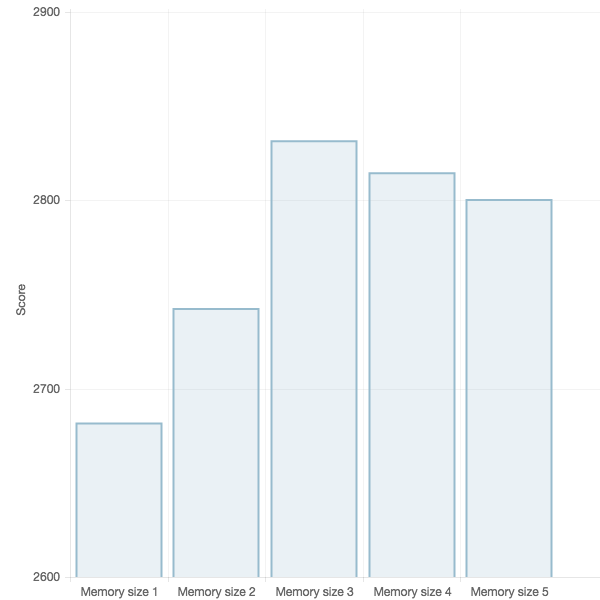 2900
2800
Score
2700
2600
Memory size 1
Memory size 2
Memory size 3
Memory size 4
Memory size 5